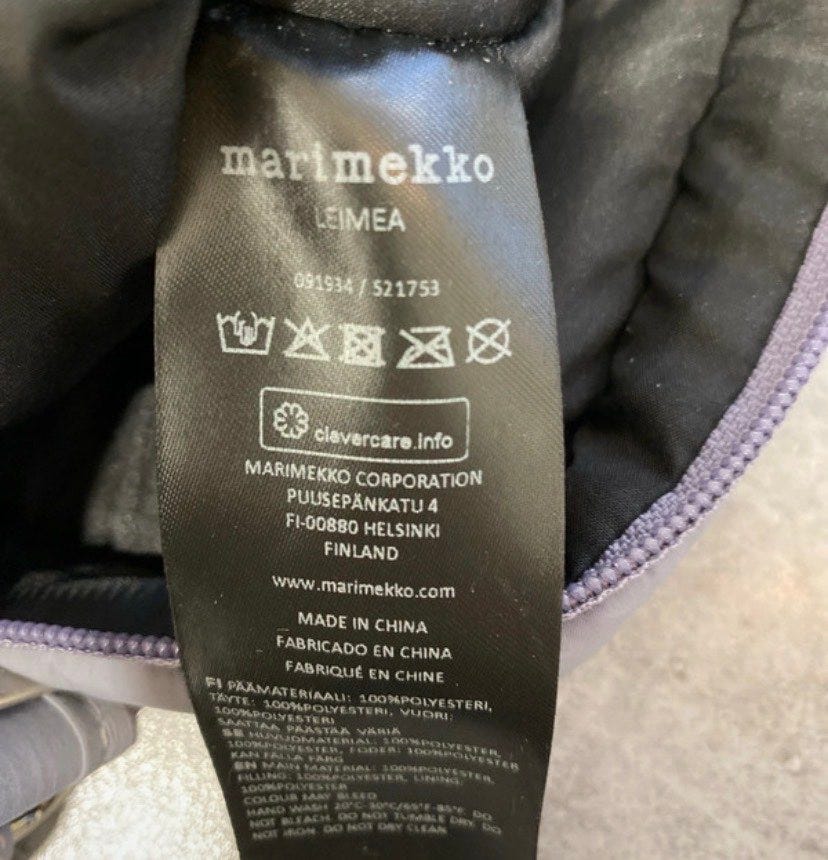 marimekko
LEIMEA
091934 / S21753
clevercare.info
MARIMEKKO CORPORATION
PUUSEPÄNKATU 4
FI-00880 HELSINKI
FINLAND
www.marimekko.com
MADE IN CHINA
FABRICADO EN CHINA
FABRIQUÉ EN CHINE
FI PÄÄMATERIAALI: 100%POLYESTERI,
TÄYTE: 100%POLYESTERI, VUORI:
100%POLYESTERI
SAATTAA PÄÄSTÄÄ VÄRIÄ
SE HUVUDMATERIAL: 100%POLYESTER,
100%POLYESTER, FODER: 100%POLYESTER
KAN FÄLLA FÄRG
EN MAIN MATERIAL: 100%POLYESTER,
FILLING: 100%POLYESTER, LINING:
100%POLYESTER
COLOUR MAY BLEED
HAND WASH 20°C-30°C/65°F-85°F. DO
NOT BLEACH. DO NOT TUMBLE DRY. DO
NOT IRON. DO NOT DRY CLEAN